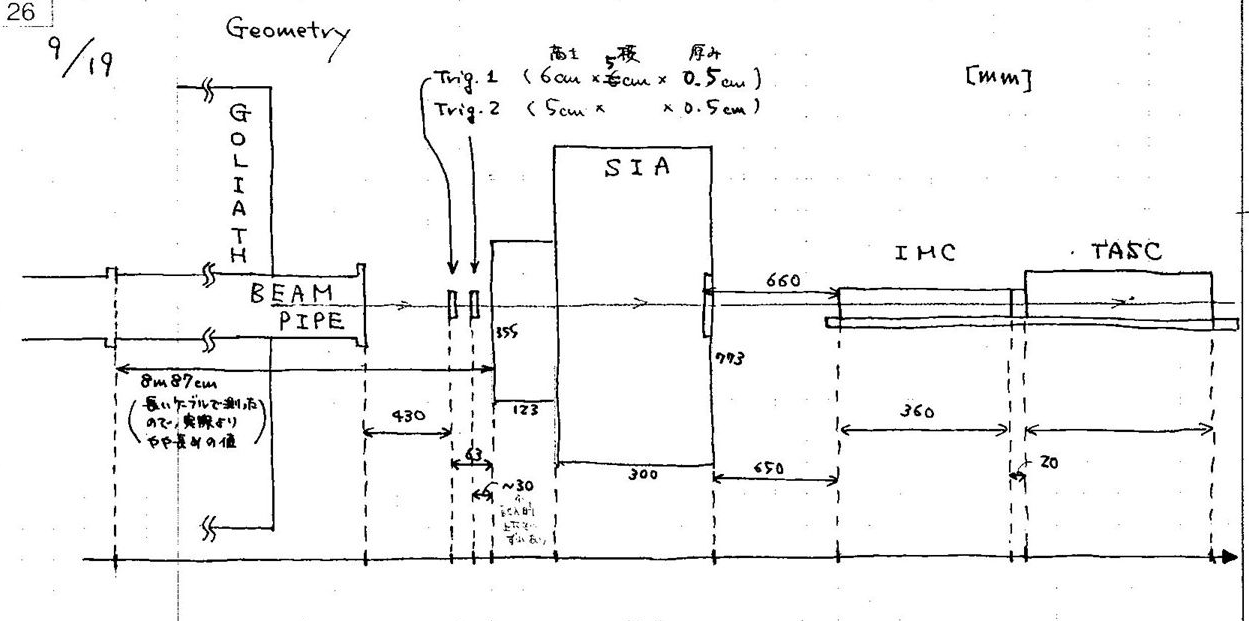 26
9/19
Geometry
高さ 横 厚み
Trig. 1 (6cm × 5cm × 0.5cm)
Trig. 2 (5cm × × 0.5cm)
[mm]
GOLIATH
SIA
IMC
TASC
BEAM
PIPE
660
355
773
8m87cm
(長いケーブルで測った
ので、実際より
やや長めの値)
123
430
360
63
300
650
20
~30